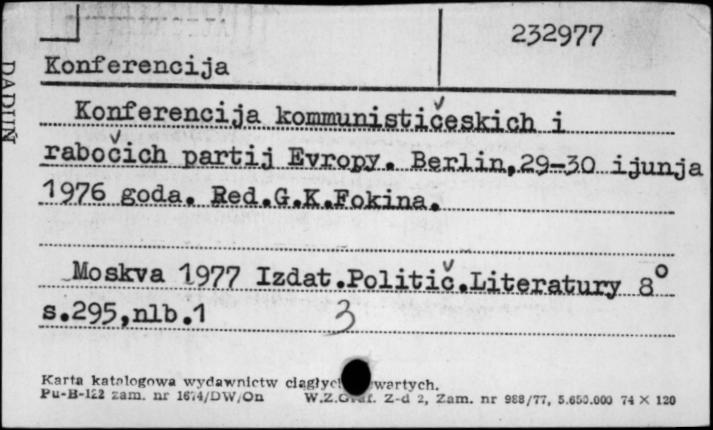 232977
Konferencija
Konferencija kommunističeskich i
rabočich partij Evropy. Berlin,29-30 ijunja
1976 goda. Red.G.K.Fokina.
Moskva 1977 Izdat.Politič.Literatury 8°
s.295,nlb.1
3
Karta katalogowa wydawnictw ciągłyc wartych.
Pu-B-122 zam. nr 1674/DW/On W.Z.Graf. Z-d 2, Zam. nr 988/77, 5.650.000 74 × 120
DADUŃ